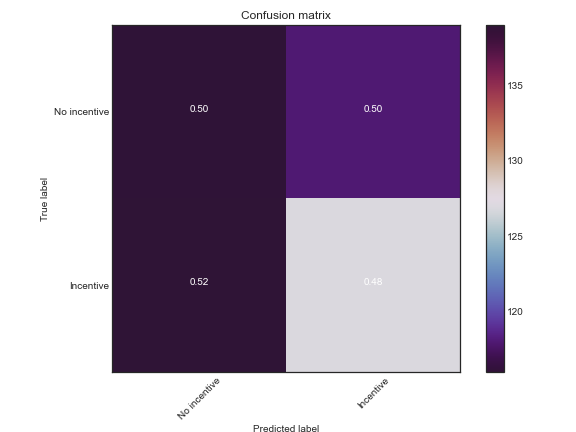 Confusion matrix
135
No incentive
0.50
0.50
130
True label
125
Incentive
0.52
0.48
120
No incentive
Incentive
Predicted label